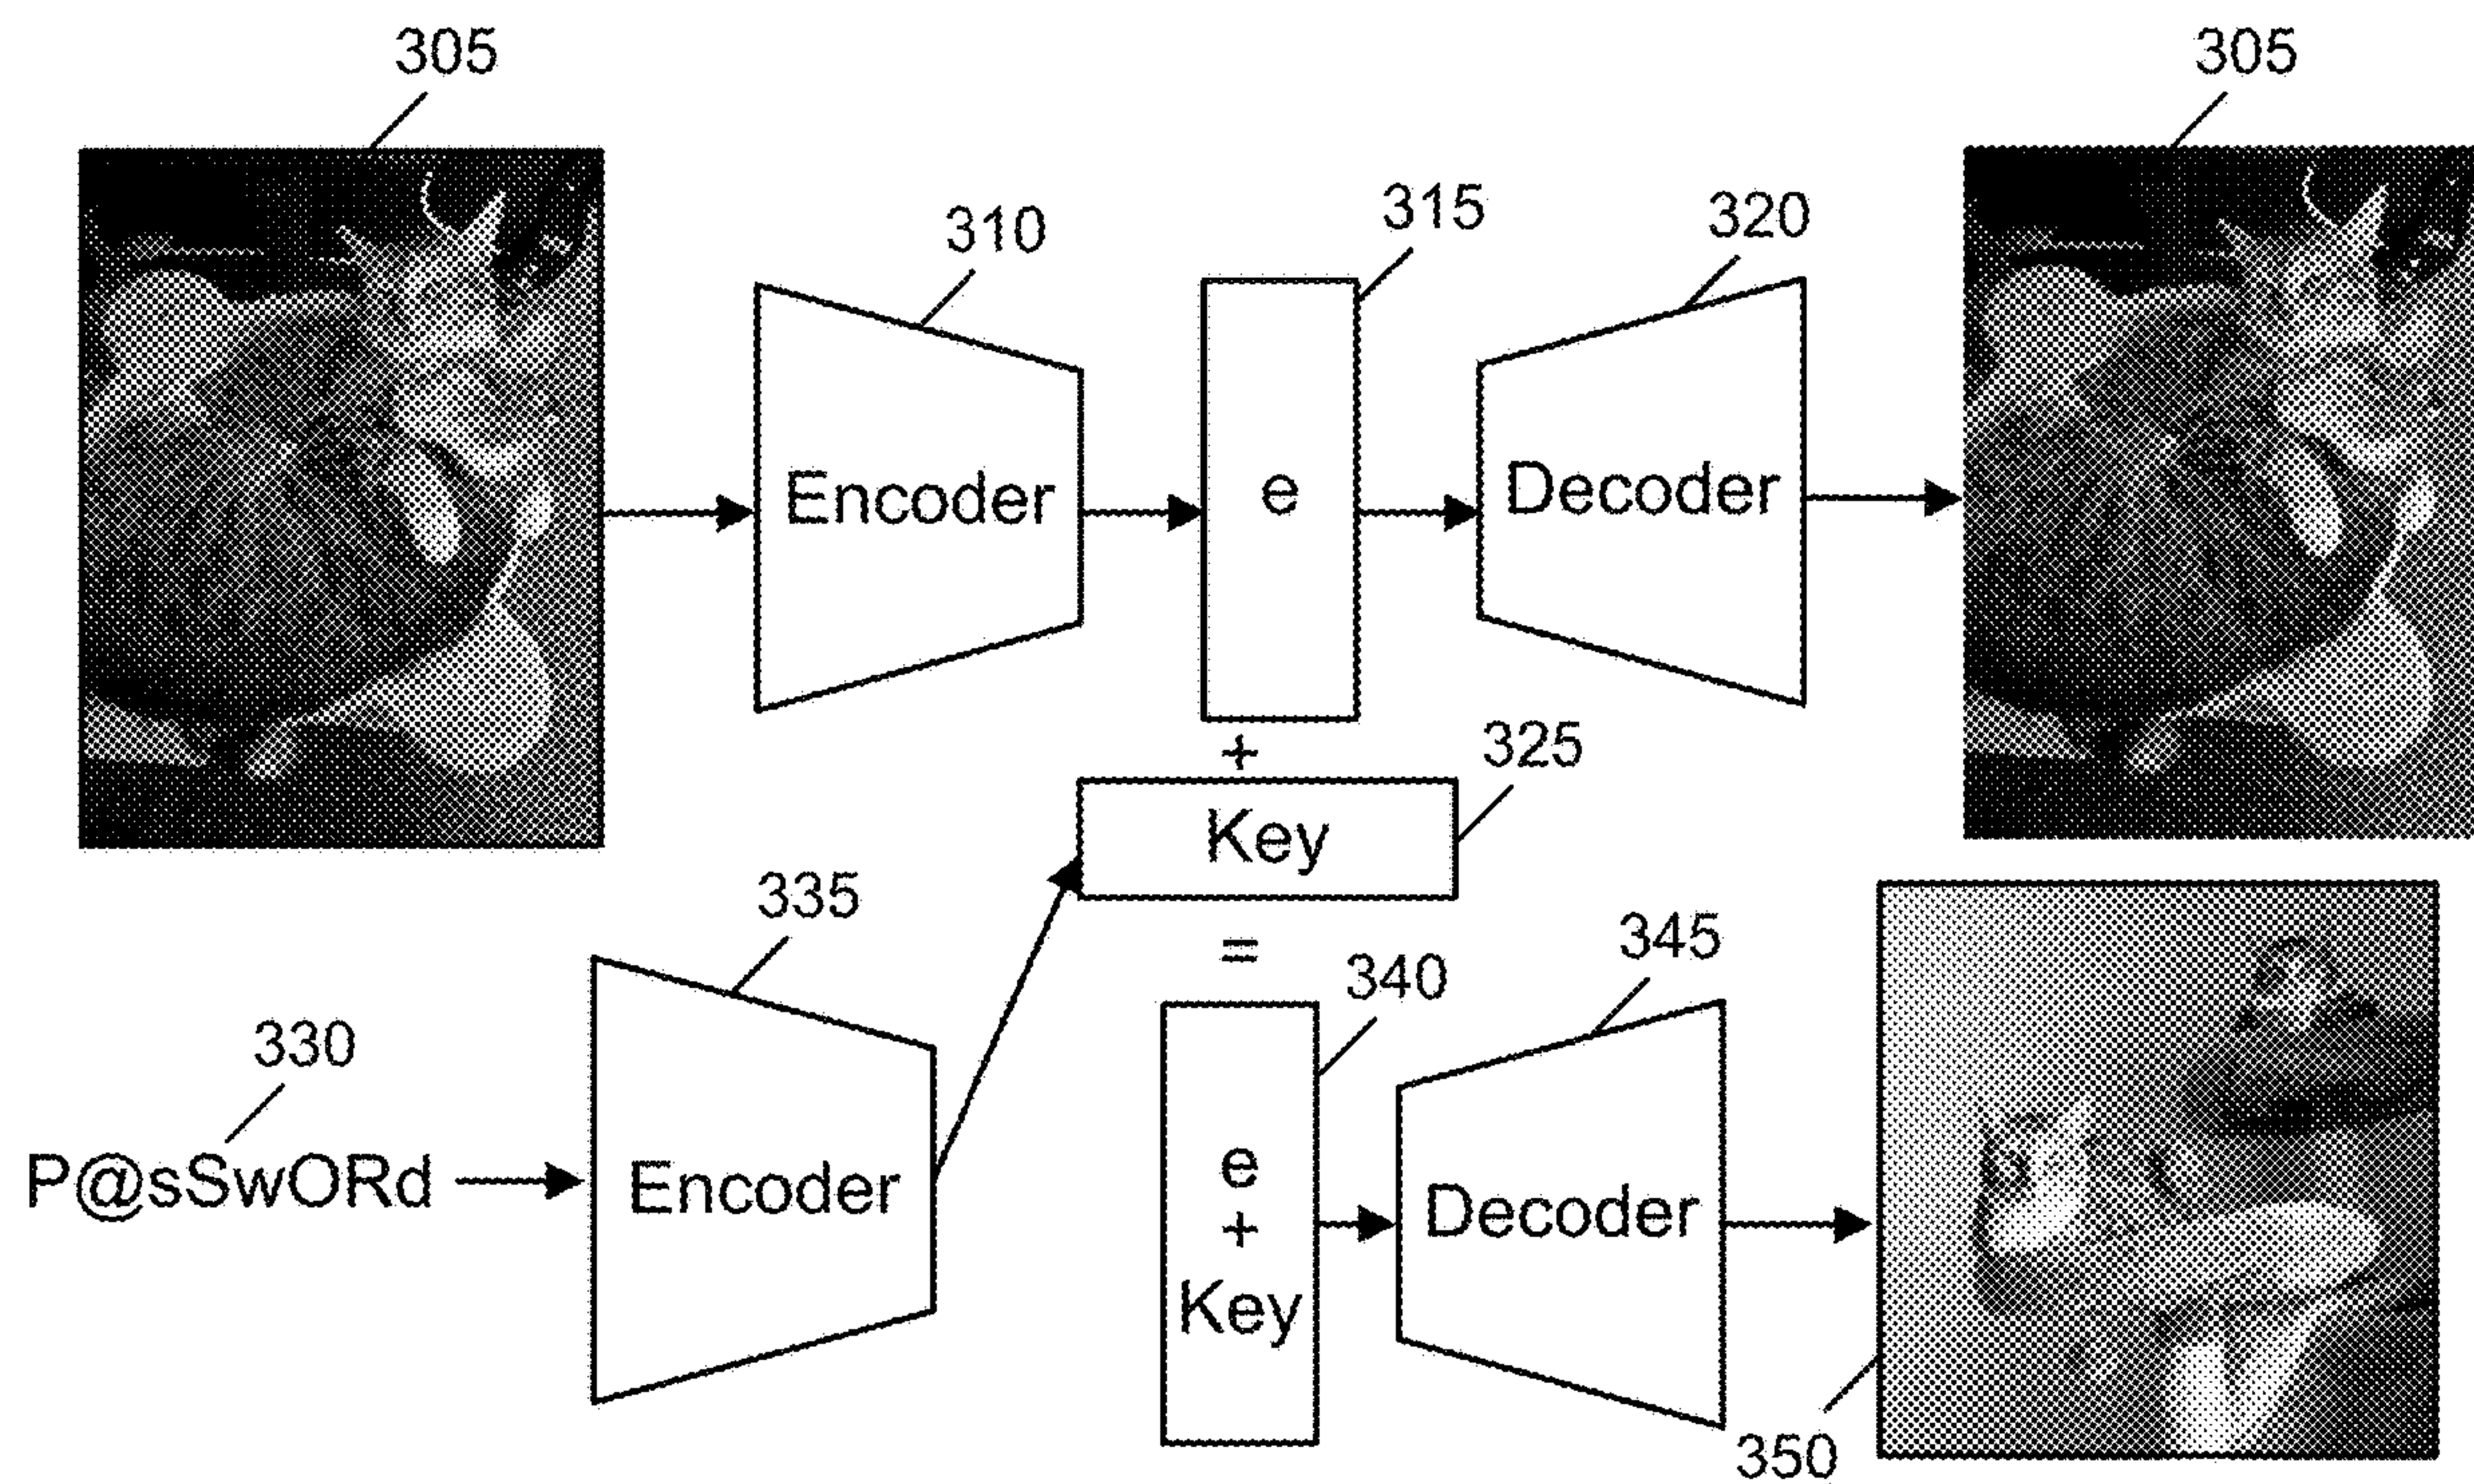 305
305
310
315
320
Encoder
e
Decoder
+
325
Key
335
=
345
340
330
P@sSwORd
Encoder
e
+
Key
Decoder
350